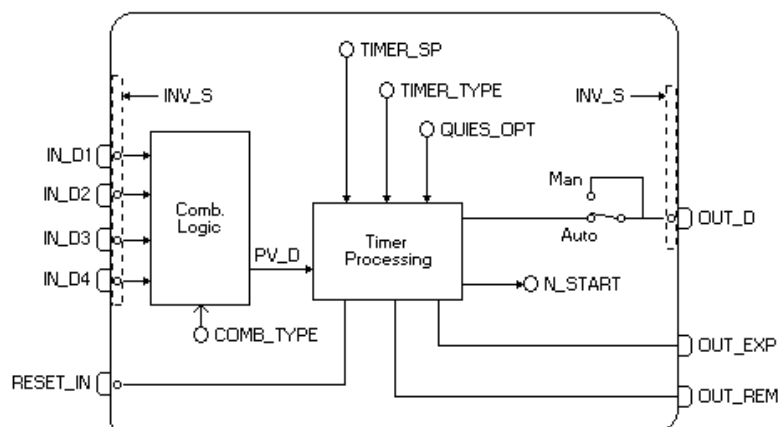 TIMER_SP
INV_S
TIMER_TYPE
INV_S
QUIES_OPT
IN_D1
IN_D2
IN_D3
IN_D4
Comb.
Logic
Man
Auto
OUT_D
PV_D
Timer
Processing
N_START
COMB_TYPE
OUT_EXP
RESET_IN
OUT_REM